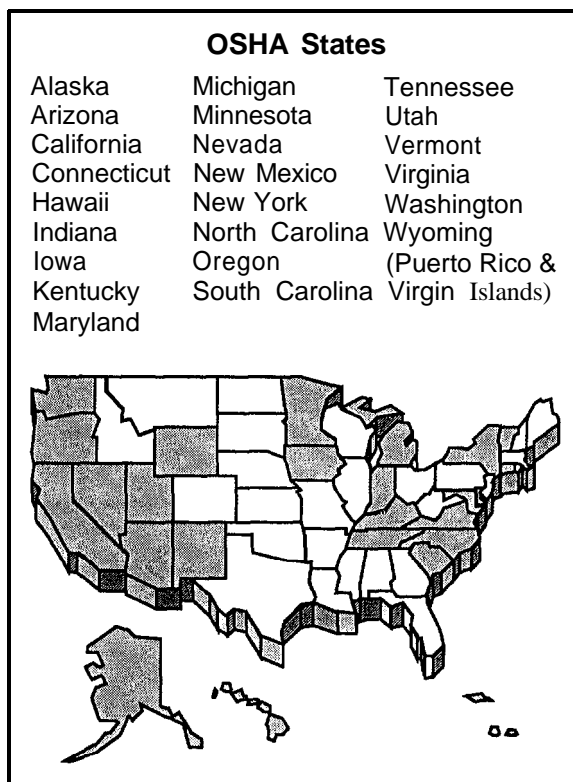 OSHA States
Alaska Michigan Tennessee
Arizona Minnesota Utah
California Nevada Vermont
Connecticut New Mexico Virginia
Hawaii New York Washington
Indiana North Carolina Wyoming
Iowa Oregon (Puerto Rico &
Kentucky South Carolina Virgin Islands)
Maryland